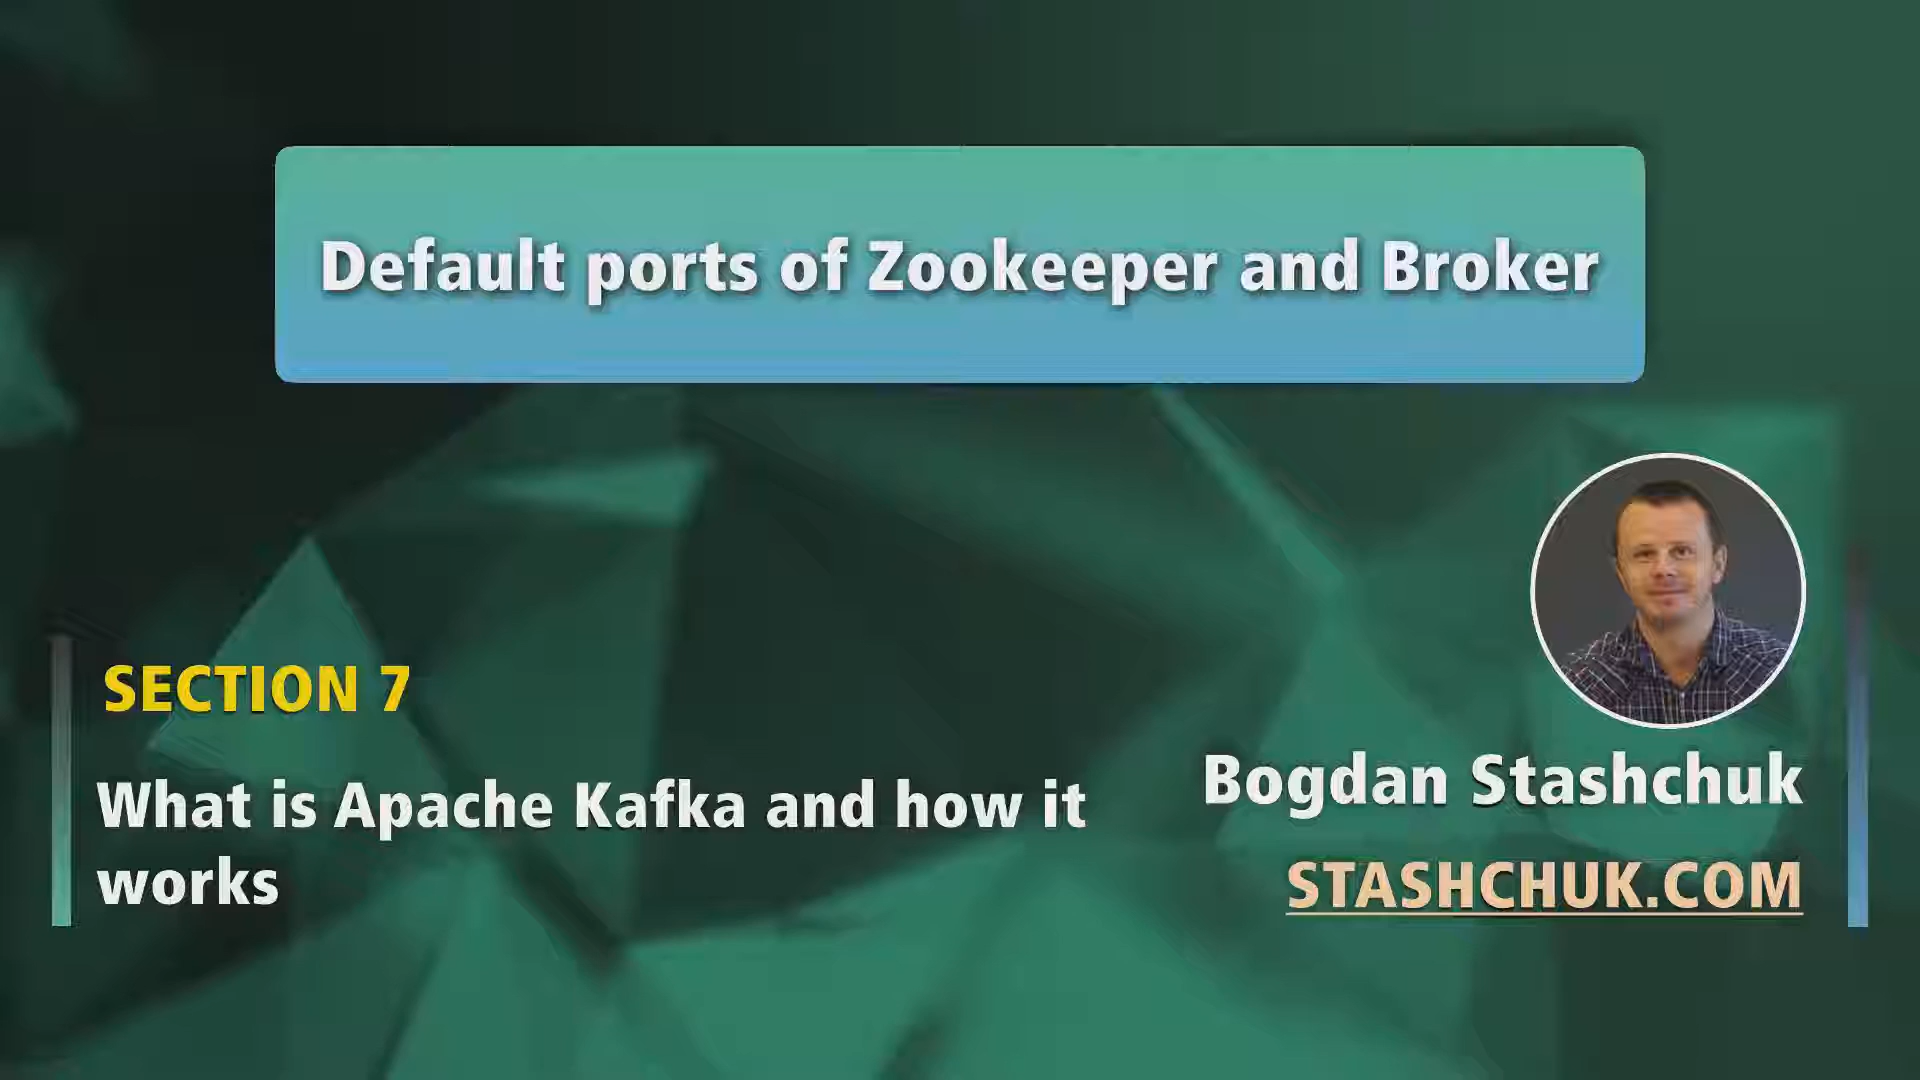 Default ports of Zookeeper and Broker
SECTION 7
What is Apache Kafka and how it
works
Bogdan Stashchuk
STASHCHUK.COM